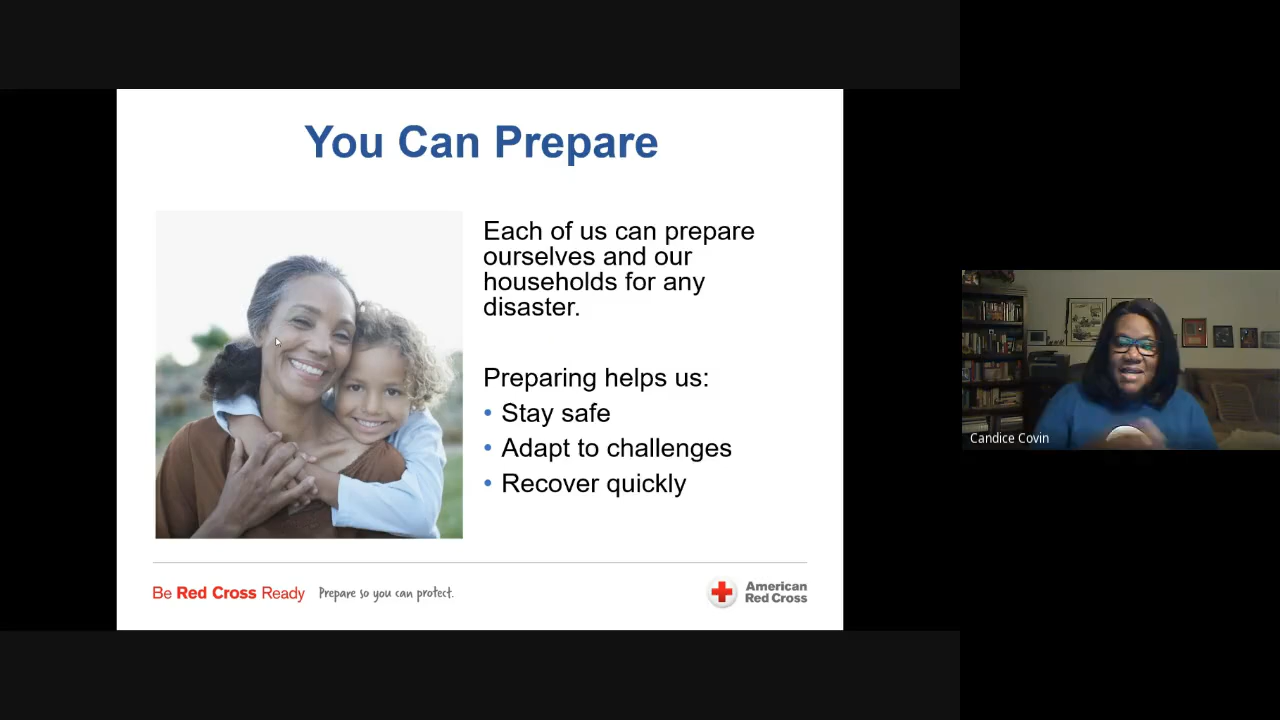 You Can Prepare
Each of us can prepare
ourselves and our
households for any
disaster.
Preparing helps us:
• Stay safe
• Adapt to challenges
• Recover quickly
Be Red Cross Ready
Prepare so you can protect.
American
Red Cross
Candice Covin